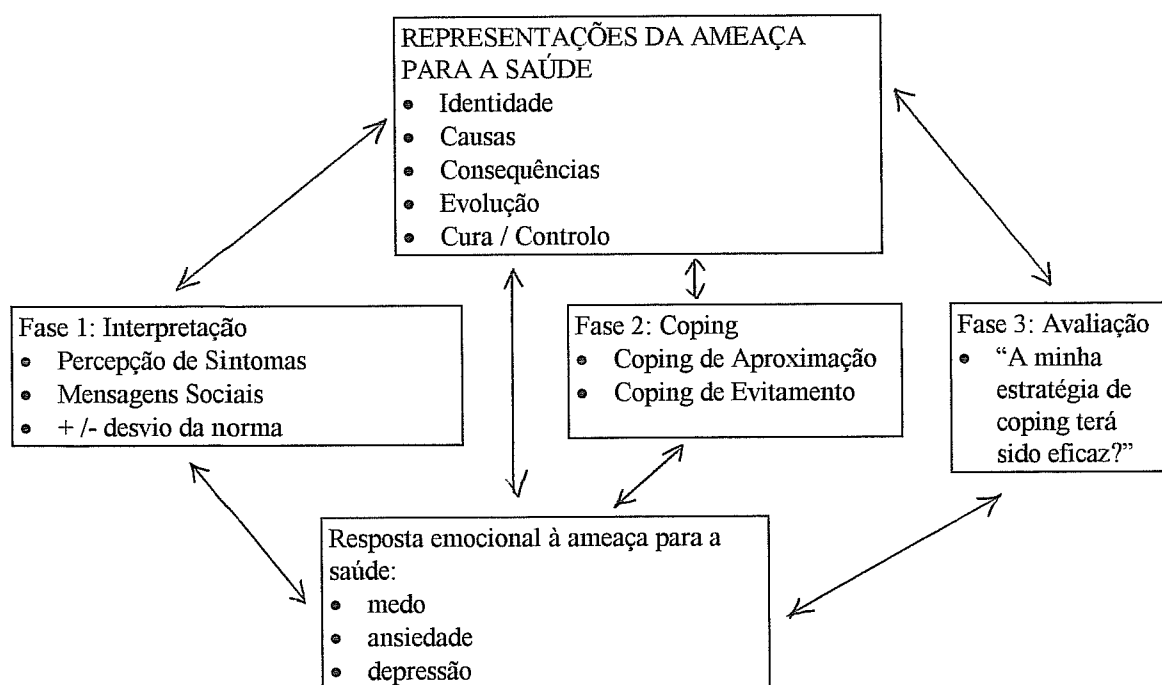 REPRESENTAÇÕES DA AMEAÇA
PARA A SAÚDE
• Identidade
• Causas
• Consequências
• Evolução
• Cura / Controlo
Fase 1: Interpretação
• Percepção de Sintomas
• Mensagens Sociais
• + /- desvio da norma
Fase 2: Coping
• Coping de Aproximação
• Coping de Evitamento
Fase 3: Avaliação
• “A minha
estratégia de
coping terá
sido eficaz?”
Resposta emocional à ameaça para a
saúde:
• medo
• ansiedade
• depressão